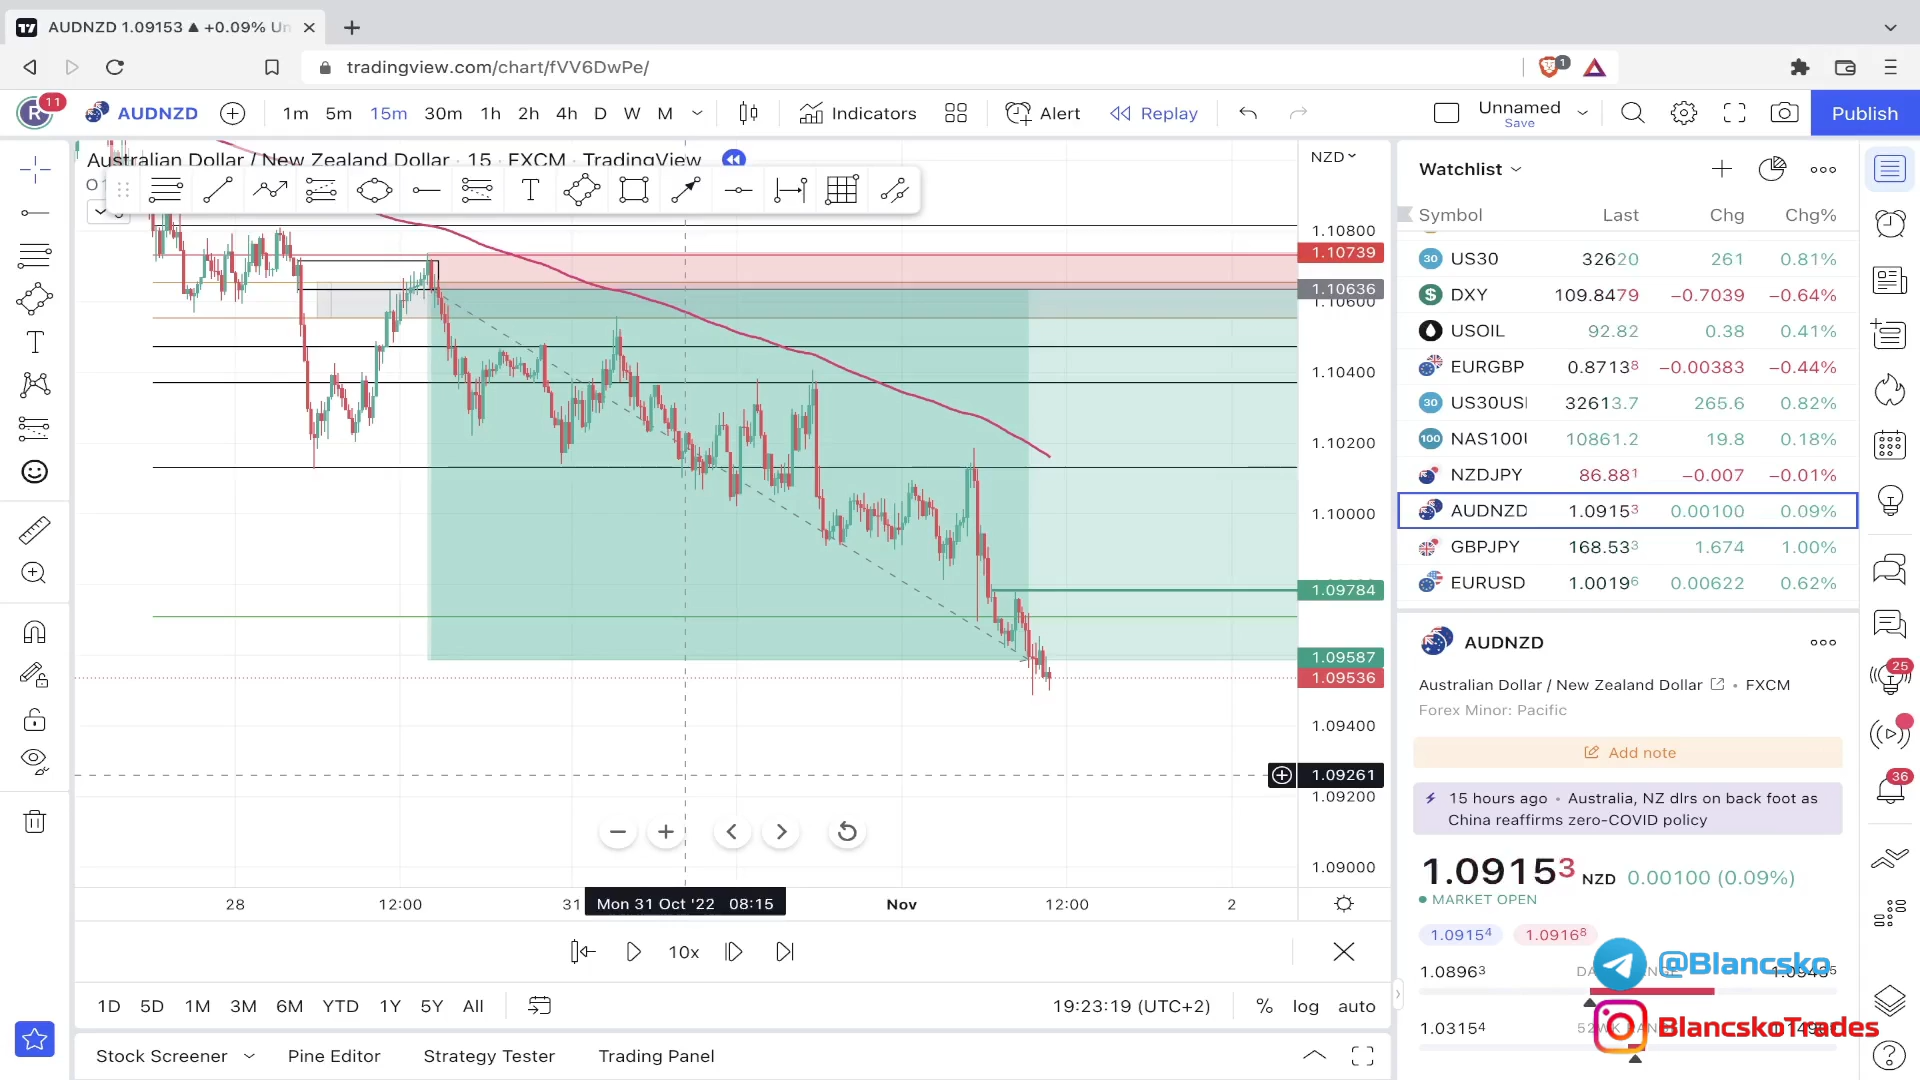 AUDNZD 1.09153 ▲ +0.09% Un
tradingview.com/chart/fVV6DwPe/
1
R 11 AUDNZD 1m 5m 15m 30m 1h 2h 4h D W M Indicators Alert Replay Unnamed Save Publish
Australian Dollar / New Zealand Dollar · 15 · FXCM · TradingView
NZD
1.10800
1.10739
1.10636
1.10600
1.10400
1.10200
1.10000
1.09784
1.09587
1.09536
1.09400
1.09261
1.09200
1.09000
28 12:00 31 Mon 31 Oct '22 08:15 Nov 12:00 2
10x
1D 5D 1M 3M 6M YTD 1Y 5Y All 19:23:19 (UTC+2) % log auto
Stock Screener Pine Editor Strategy Tester Trading Panel
Watchlist
Symbol Last Chg Chg%
30 US30 32620 261 0.81%
$ DXY 109.8479 −0.7039 −0.64%
USOIL 92.82 0.38 0.41%
EURGBP 0.87138 −0.00383 −0.44%
30 US30US 32613.7 265.6 0.82%
100 NAS100 10861.2 19.8 0.18%
NZDJPY 86.881 −0.007 −0.01%
AUDNZD 1.09153 0.00100 0.09%
GBPJPY 168.533 1.674 1.00%
EURUSD 1.00196 0.00622 0.62%
AUDNZD
Australian Dollar / New Zealand Dollar • FXCM
Forex Minor: Pacific
Add note
15 hours ago • Australia, NZ dlrs on back foot as
China reaffirms zero-COVID policy
1.09153 NZD 0.00100 (0.09%)
MARKET OPEN
1.09154 1.09168
1.08963
@Blancsko
1.03154
BlancskoTrades
25
36